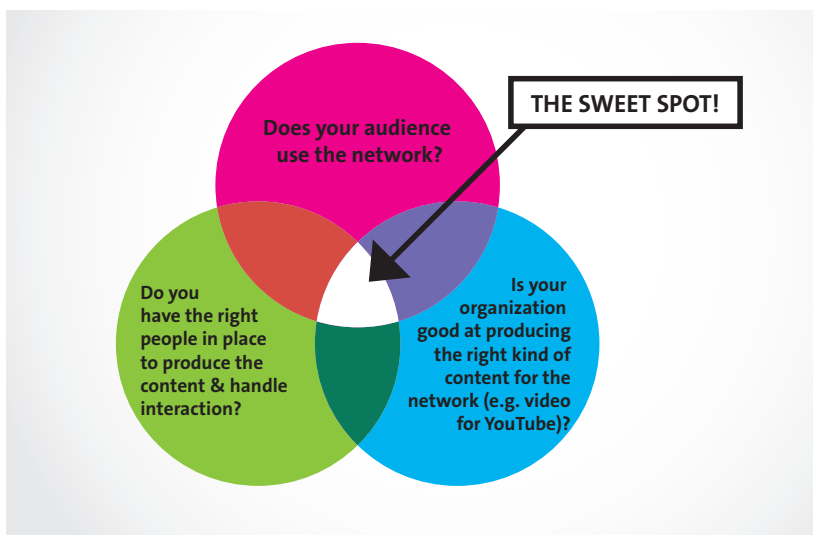 THE SWEET SPOT!
Does your audience
use the network?
Do you
have the right
people in place
to produce the
content & handle
interaction?
Is your
organization
good at producing
the right kind of
content for the
network (e.g. video
for YouTube)?